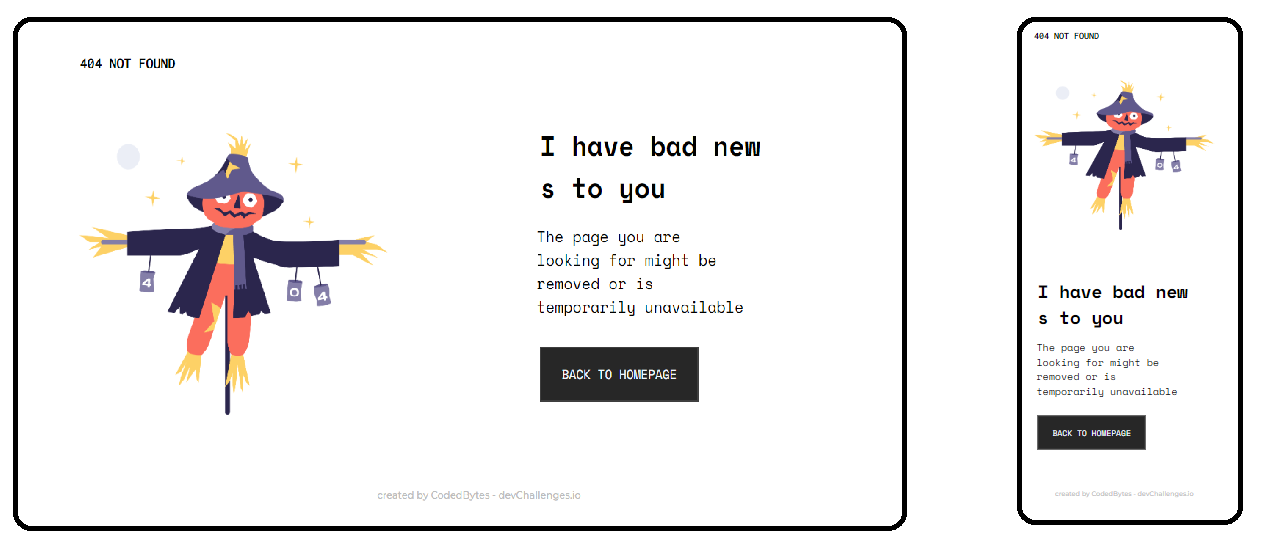 404 NOT FOUND
I have bad new
s to you
The page you are
looking for might be
removed or is
temporarily unavailable
BACK TO HOMEPAGE
4
0
4
created by CodedBytes - devChallenges.io
404 NOT FOUND
4
0
4
I have bad new
s to you
The page you are
looking for might be
removed or is
temporarily unavailable
BACK TO HOMEPAGE
created by CodedBytes - devChallenges.io